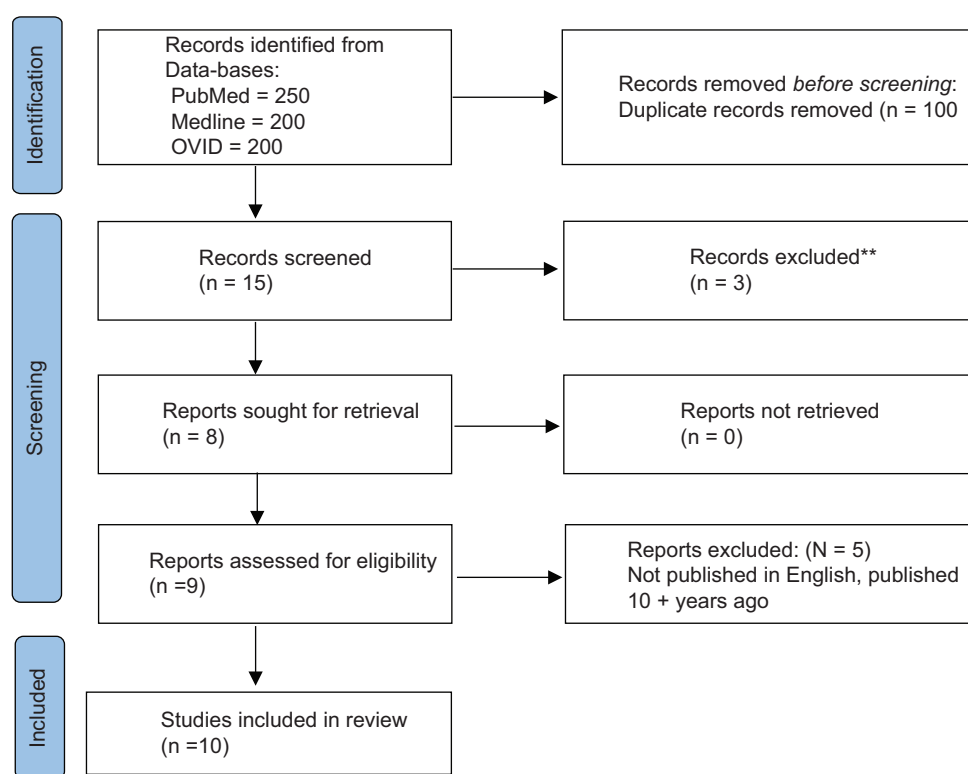 Identification
Records identified from
Data-bases:
PubMed = 250
Medline = 200
OVID = 200
Records removed before screening:
Duplicate records removed (n = 100
Screening
Records screened
(n = 15)
Records excluded**
(n = 3)
Reports sought for retrieval
(n = 8)
Reports not retrieved
(n = 0)
Reports assessed for eligibility
(n =9)
Reports excluded: (N = 5)
Not published in English, published
10 + years ago
Included
Studies included in review
(n =10)